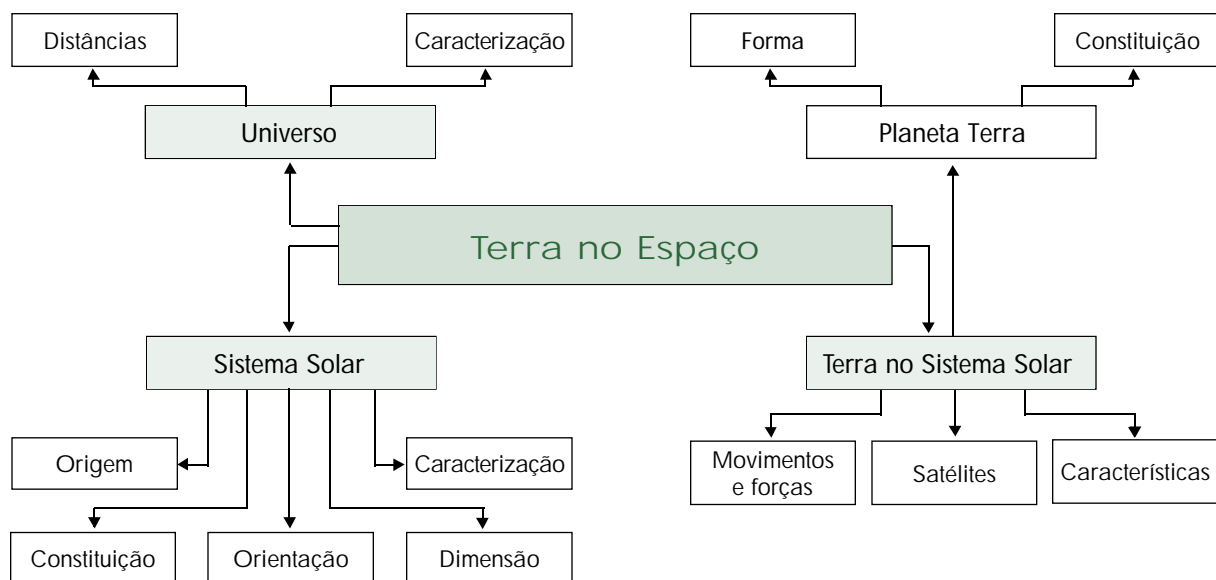 Distâncias
Caracterização
Forma
Constituição
Universo
Planeta Terra
Terra no Espaço
Sistema Solar
Terra no Sistema Solar
Origem
Caracterização
Movimentos
e forças
Satélites
Características
Constituição
Orientação
Dimensão